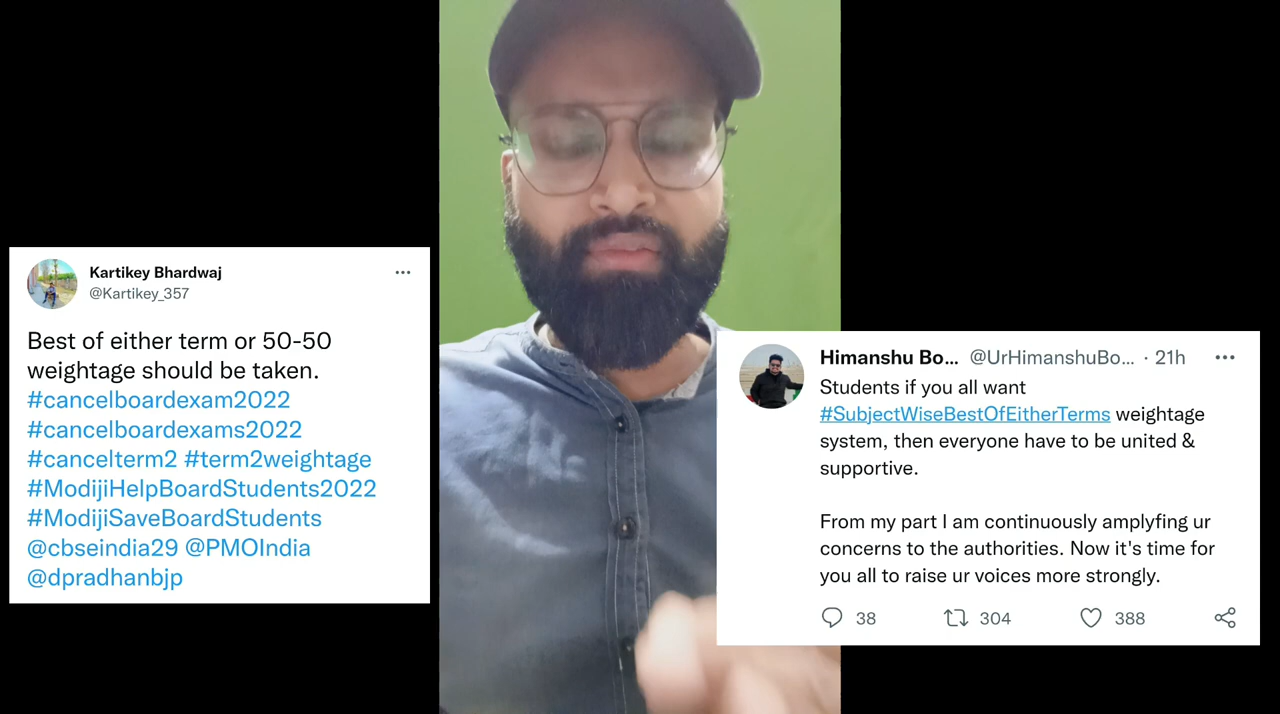 Kartikey Bhardwaj
@Kartikey_357
Best of either term or 50-50
weightage should be taken.
#cancelboardexam2022
#cancelboardexams2022
#cancelterm2 #term2weightage
#ModijiHelpBoardStudents2022
#ModijiSaveBoardStudents
@cbseindia29 @PMOIndia
@dpradhanbjp
Himanshu Bo... @UrHimanshuBo... · 21h
Students if you all want
#SubjectWiseBestOfEitherTerms weightage
system, then everyone have to be united &
supportive.
From my part I am continuously amplyfing ur
concerns to the authorities. Now it's time for
you all to raise ur voices more strongly.
38 304 388